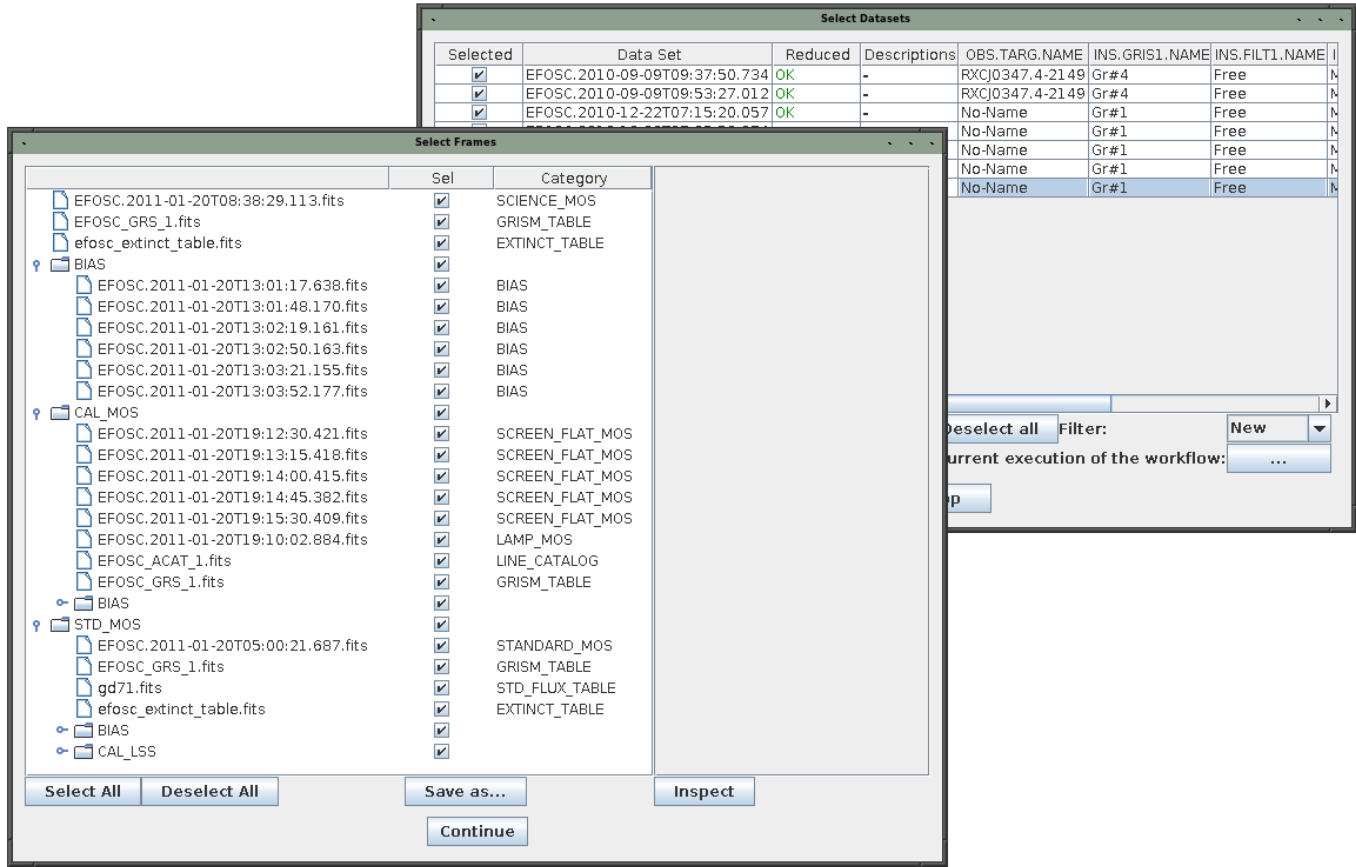 Select Datasets
Selected Data Set Reduced Descriptions OBS.TARG.NAME INS.GRIS1.NAME INS.FILT1.NAME
EFOSC.2010-09-09T09:37:50.734 OK - RXCJ0347.4-2149 Gr#4 Free
EFOSC.2010-09-09T09:53:27.012 OK - RXCJ0347.4-2149 Gr#4 Free
EFOSC.2010-12-22T07:15:20.057 OK - No-Name Gr#1 Free
No-Name Gr#1 Free
No-Name Gr#1 Free
No-Name Gr#1 Free
No-Name Gr#1 Free
Deselect all Filter: New
current execution of the workflow: ...
Select Frames
Sel Category
EFOSC.2011-01-20T08:38:29.113.fits SCIENCE_MOS
EFOSC_GRS_1.fits GRISM_TABLE
efosc_extinct_table.fits EXTINCT_TABLE
BIAS
EFOSC.2011-01-20T13:01:17.638.fits BIAS
EFOSC.2011-01-20T13:01:48.170.fits BIAS
EFOSC.2011-01-20T13:02:19.161.fits BIAS
EFOSC.2011-01-20T13:02:50.163.fits BIAS
EFOSC.2011-01-20T13:03:21.155.fits BIAS
EFOSC.2011-01-20T13:03:52.177.fits BIAS
CAL_MOS
EFOSC.2011-01-20T19:12:30.421.fits SCREEN_FLAT_MOS
EFOSC.2011-01-20T19:13:15.418.fits SCREEN_FLAT_MOS
EFOSC.2011-01-20T19:14:00.415.fits SCREEN_FLAT_MOS
EFOSC.2011-01-20T19:14:45.382.fits SCREEN_FLAT_MOS
EFOSC.2011-01-20T19:15:30.409.fits SCREEN_FLAT_MOS
EFOSC.2011-01-20T19:10:02.884.fits LAMP_MOS
EFOSC_ACAT_1.fits LINE_CATALOG
EFOSC_GRS_1.fits GRISM_TABLE
BIAS
STD_MOS
EFOSC.2011-01-20T05:00:21.687.fits STANDARD_MOS
EFOSC_GRS_1.fits GRISM_TABLE
gd71.fits STD_FLUX_TABLE
efosc_extinct_table.fits EXTINCT_TABLE
BIAS
CAL_LSS
Select All Deselect All Save as... Inspect
Continue